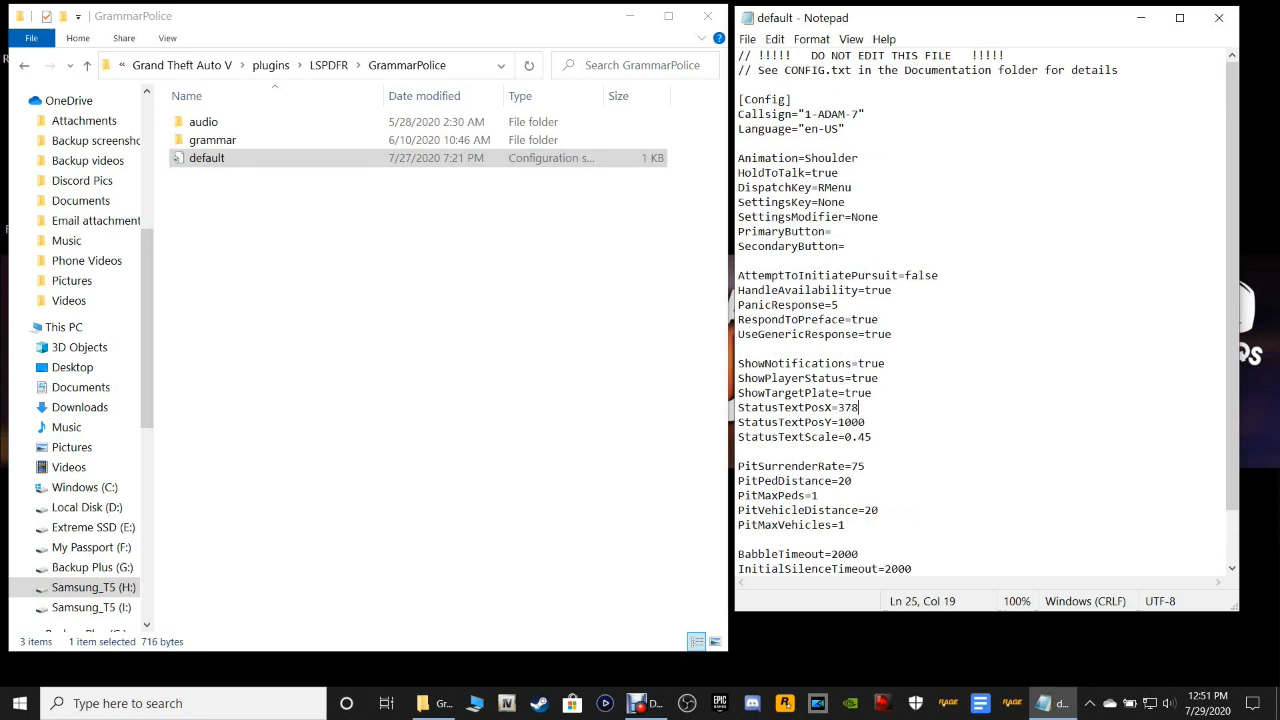 GrammarPolice
File Home Share View
« Grand Theft Auto V > plugins > LSPDFR > GrammarPolice
Search GrammarPolice
Name Date modified Type Size
audio 5/28/2020 2:30 AM File folder
grammar 6/10/2020 10:46 AM File folder
default 7/27/2020 7:21 PM Configuration s... 1 KB
OneDrive
Attachments
Backup screensho
Backup videos
Discord Pics
Documents
Email attachment
Music
Phone Videos
Pictures
Videos
This PC
3D Objects
Desktop
Documents
Downloads
Music
Pictures
Videos
Windows (C:)
Local Disk (D:)
Extreme SSD (E:)
My Passport (F:)
Backup Plus (G:)
Samsung_T5 (H:)
Samsung_T5 (I:)
3 items 1 item selected 716 bytes
default - Notepad
File Edit Format View Help
// !!!!! DO NOT EDIT THIS FILE !!!!!
// See CONFIG.txt in the Documentation folder for details
[Config]
Callsign="1-ADAM-7"
Language="en-US"
Animation=Shoulder
HoldToTalk=true
DispatchKey=RMenu
SettingsKey=None
SettingsModifier=None
PrimaryButton=
SecondaryButton=
AttemptToInitiatePursuit=false
HandleAvailability=true
PanicResponse=5
RespondToPreface=true
UseGenericResponse=true
ShowNotifications=true
ShowPlayerStatus=true
ShowTargetPlate=true
StatusTextPosX=378
StatusTextPosY=1000
StatusTextScale=0.45
PitSurrenderRate=75
PitPedDistance=20
PitMaxPeds=1
PitVehicleDistance=20
PitMaxVehicles=1
BabbleTimeout=2000
InitialSilenceTimeout=2000
Ln 25, Col 19 100% Windows (CRLF) UTF-8
Type here to search
Gr...
D...
EPIC GAMES
RAGE
RAGE
d...
12:51 PM
7/29/2020